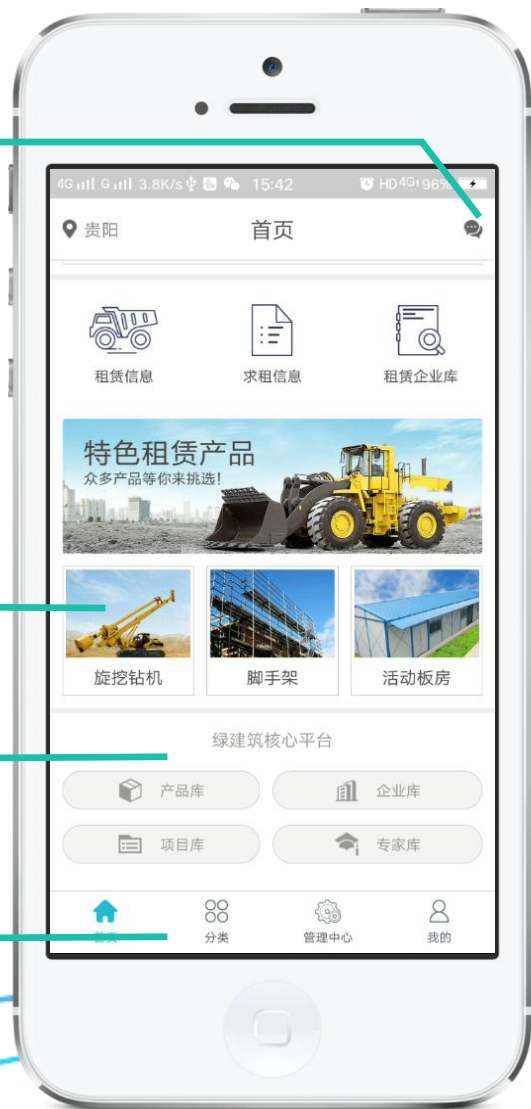 4G G 3.8K/s 15:42 HD 4G 96%
贵阳 首页
租赁信息 求租信息 租赁企业库
特色租赁产品
众多产品等你来挑选!
旋挖钻机 脚手架 活动板房
绿建筑核心平台
产品库 企业库
项目库 专家库
首页 分类 管理中心 我的